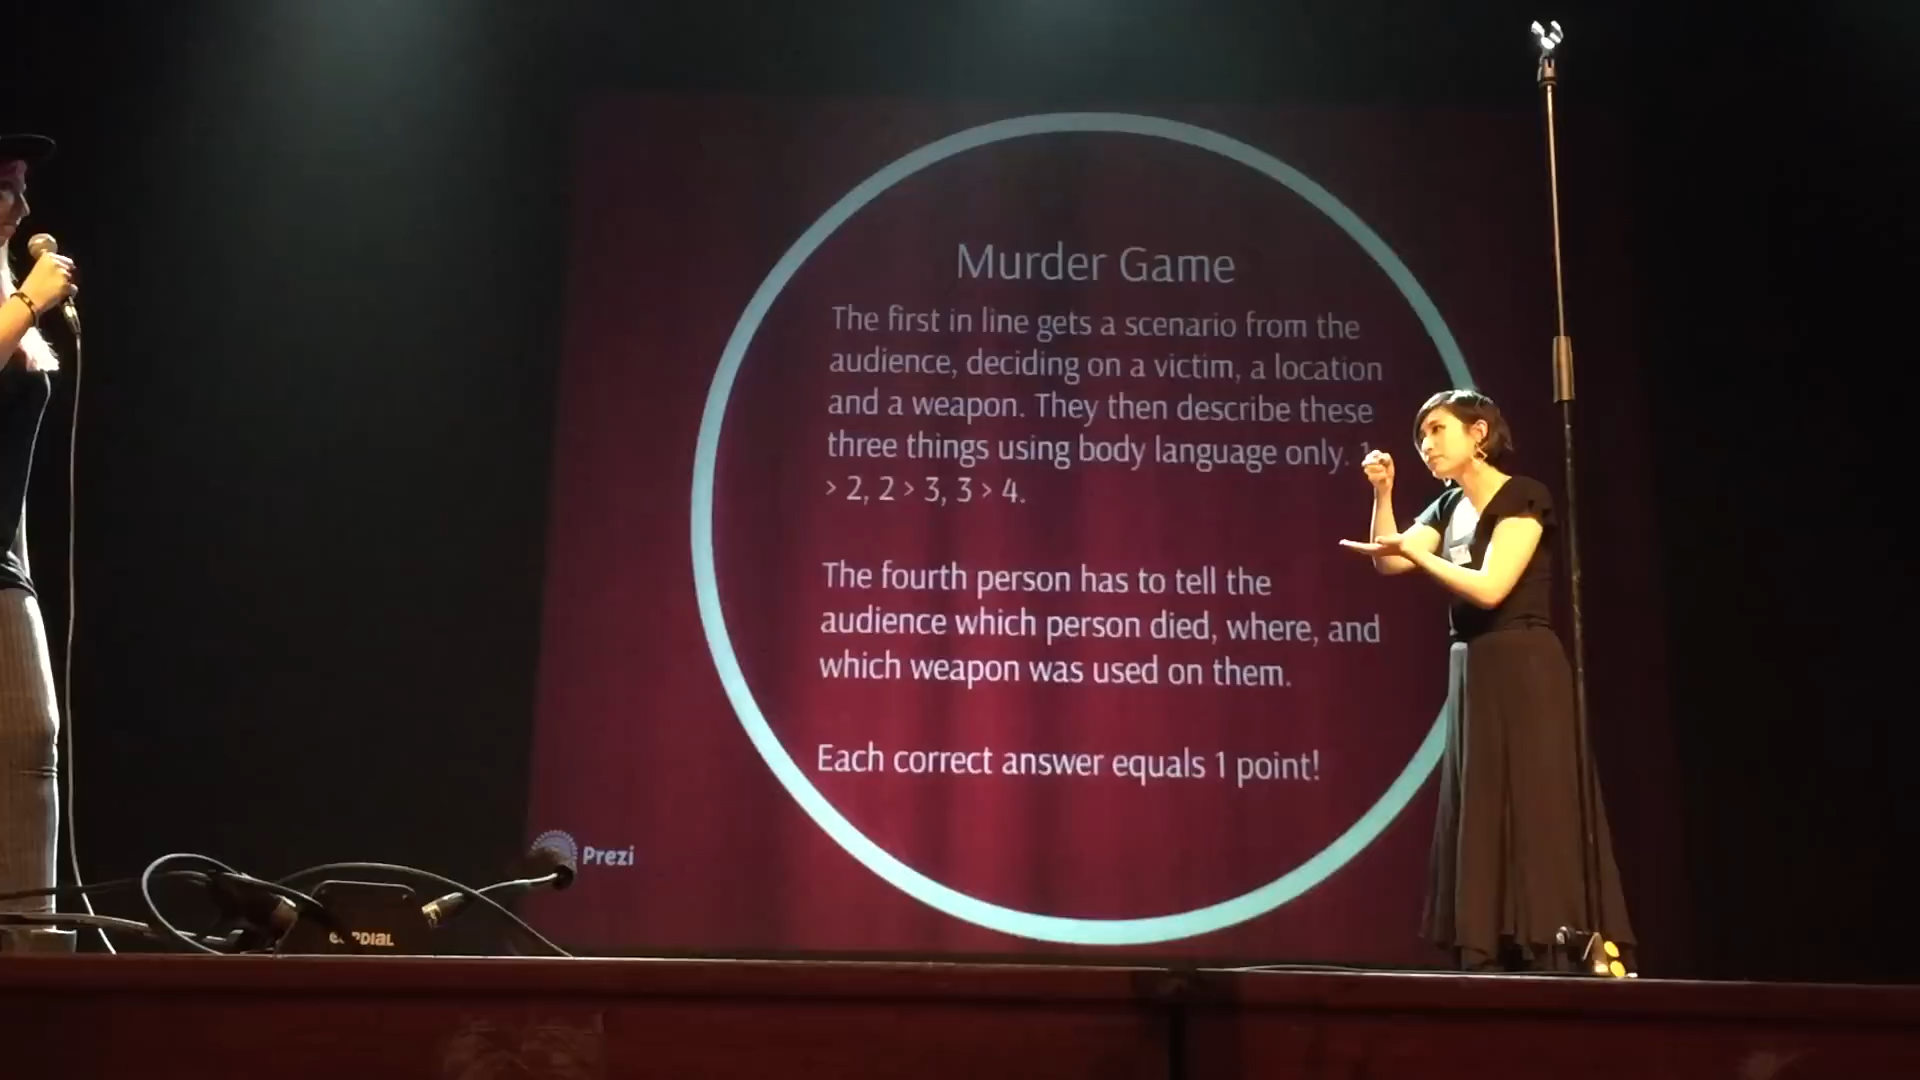 Murder Game
The first in line gets a scenario from the
audience, deciding on a victim, a location
and a weapon. They then describe these
three things using body language only. 1
> 2, 2 > 3, 3 > 4.
The fourth person has to tell the
audience which person died, where, and
which weapon was used on them.
Each correct answer equals 1 point!
Prezi